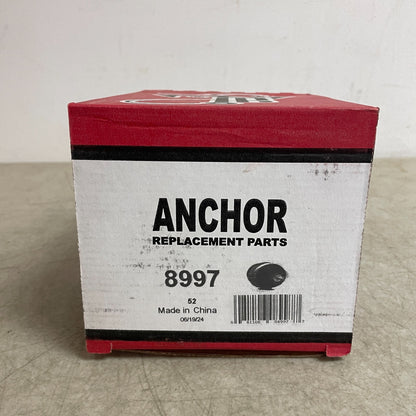 ANCHOR
REPLACEMENT PARTS
8997
52
Made in China
06/19/24